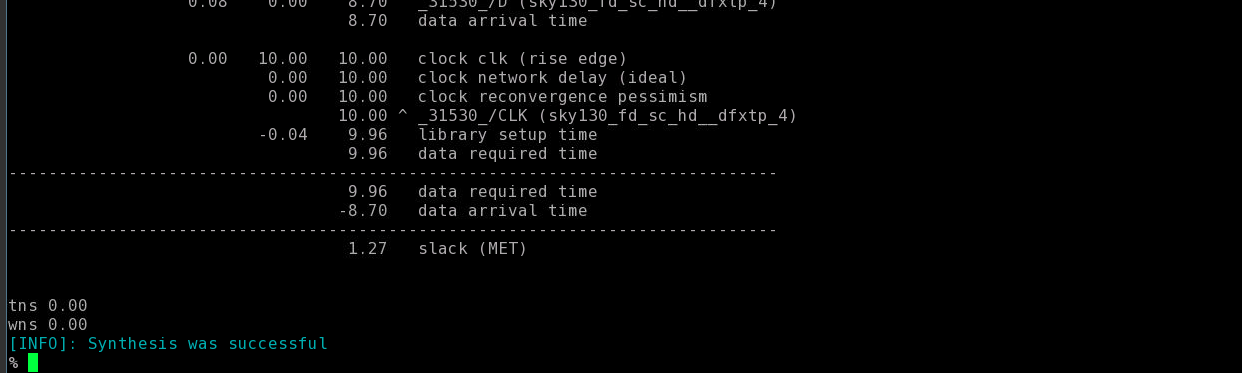 0.08 0.00 8.70 _31530_/D (sky130_fd_sc_hd__dfxtp_4)
8.70 data arrival time
0.00 10.00 10.00 clock clk (rise edge)
0.00 10.00 clock network delay (ideal)
0.00 10.00 clock reconvergence pessimism
10.00 ^ _31530_/CLK (sky130_fd_sc_hd__dfxtp_4)
-0.04 9.96 library setup time
9.96 data required time
-----------------------------------------------------------------------------
9.96 data required time
-8.70 data arrival time
-----------------------------------------------------------------------------
1.27 slack (MET)
tns 0.00
wns 0.00
[INFO]: Synthesis was successful
%